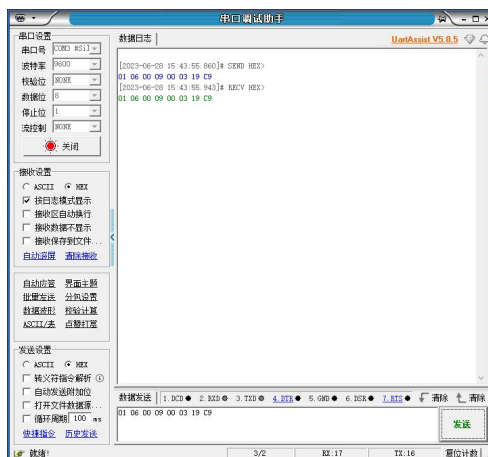 串口调试助手
串口设置
串口号 COM3 #Sil
波特率 9600
校验位 NONE
数据位 8
停止位 1
流控制 NONE
关闭
接收设置
ASCII HEX
按日志模式显示
接收区自动换行
接收数据不显示
接收保存到文件...
自动滚屏 清除接收
自动应答 界面主题
批量发送 分包设置
数据波形 校验计算
ASCII/表 点赞打赏
发送设置
ASCII HEX
转义符指令解析
自动发送附加位
打开文件数据源...
循环周期 100 ms
快捷指令 历史发送
数据日志
UartAssist V5.0.5
[2023-06-28 15:43:55.860]# SEND HEX>
01 06 00 09 00 03 19 C9
[2023-06-28 15:43:55.943]# RECV HEX>
01 06 00 09 00 03 19 C9
数据发送 1. DCD 2. RXD 3. TXD 4. DTR 5. GND 6. DSR 7. RTS 清除 清除
01 06 00 09 00 03 19 C9
发送
就绪! 3/2 RX:17 TX:16 复位计数